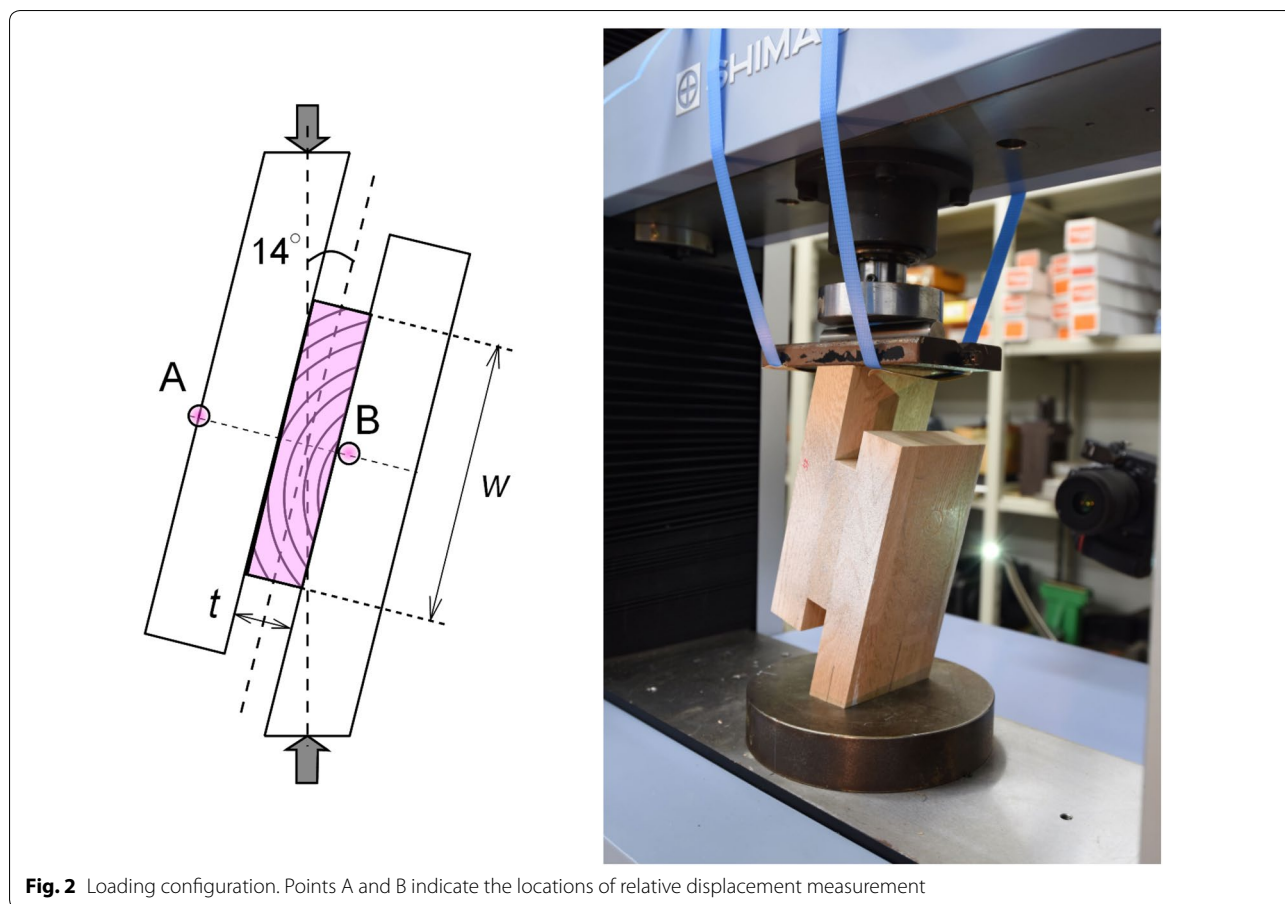 SHIMA
14°
A
B
w
t
Fig. 2 Loading configuration. Points A and B indicate the locations of relative displacement measurement